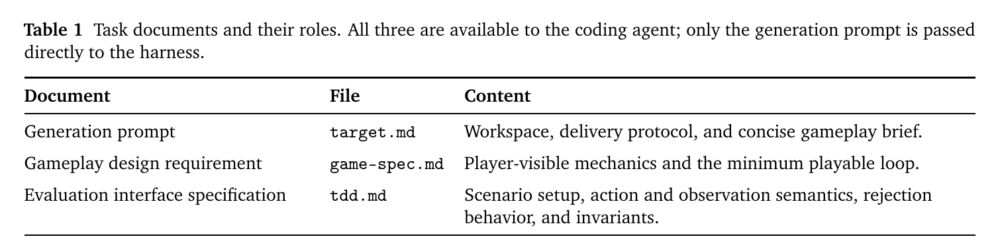 Table 1 Task documents and their roles. All three are available to the coding agent; only the generation prompt is passed
directly to the harness.
Document File Content
Generation prompt target.md Workspace, delivery protocol, and concise gameplay brief.
Gameplay design requirement game-spec.md Player-visible mechanics and the minimum playable loop.
Evaluation interface specification tdd.md Scenario setup, action and observation semantics, rejection
behavior, and invariants.